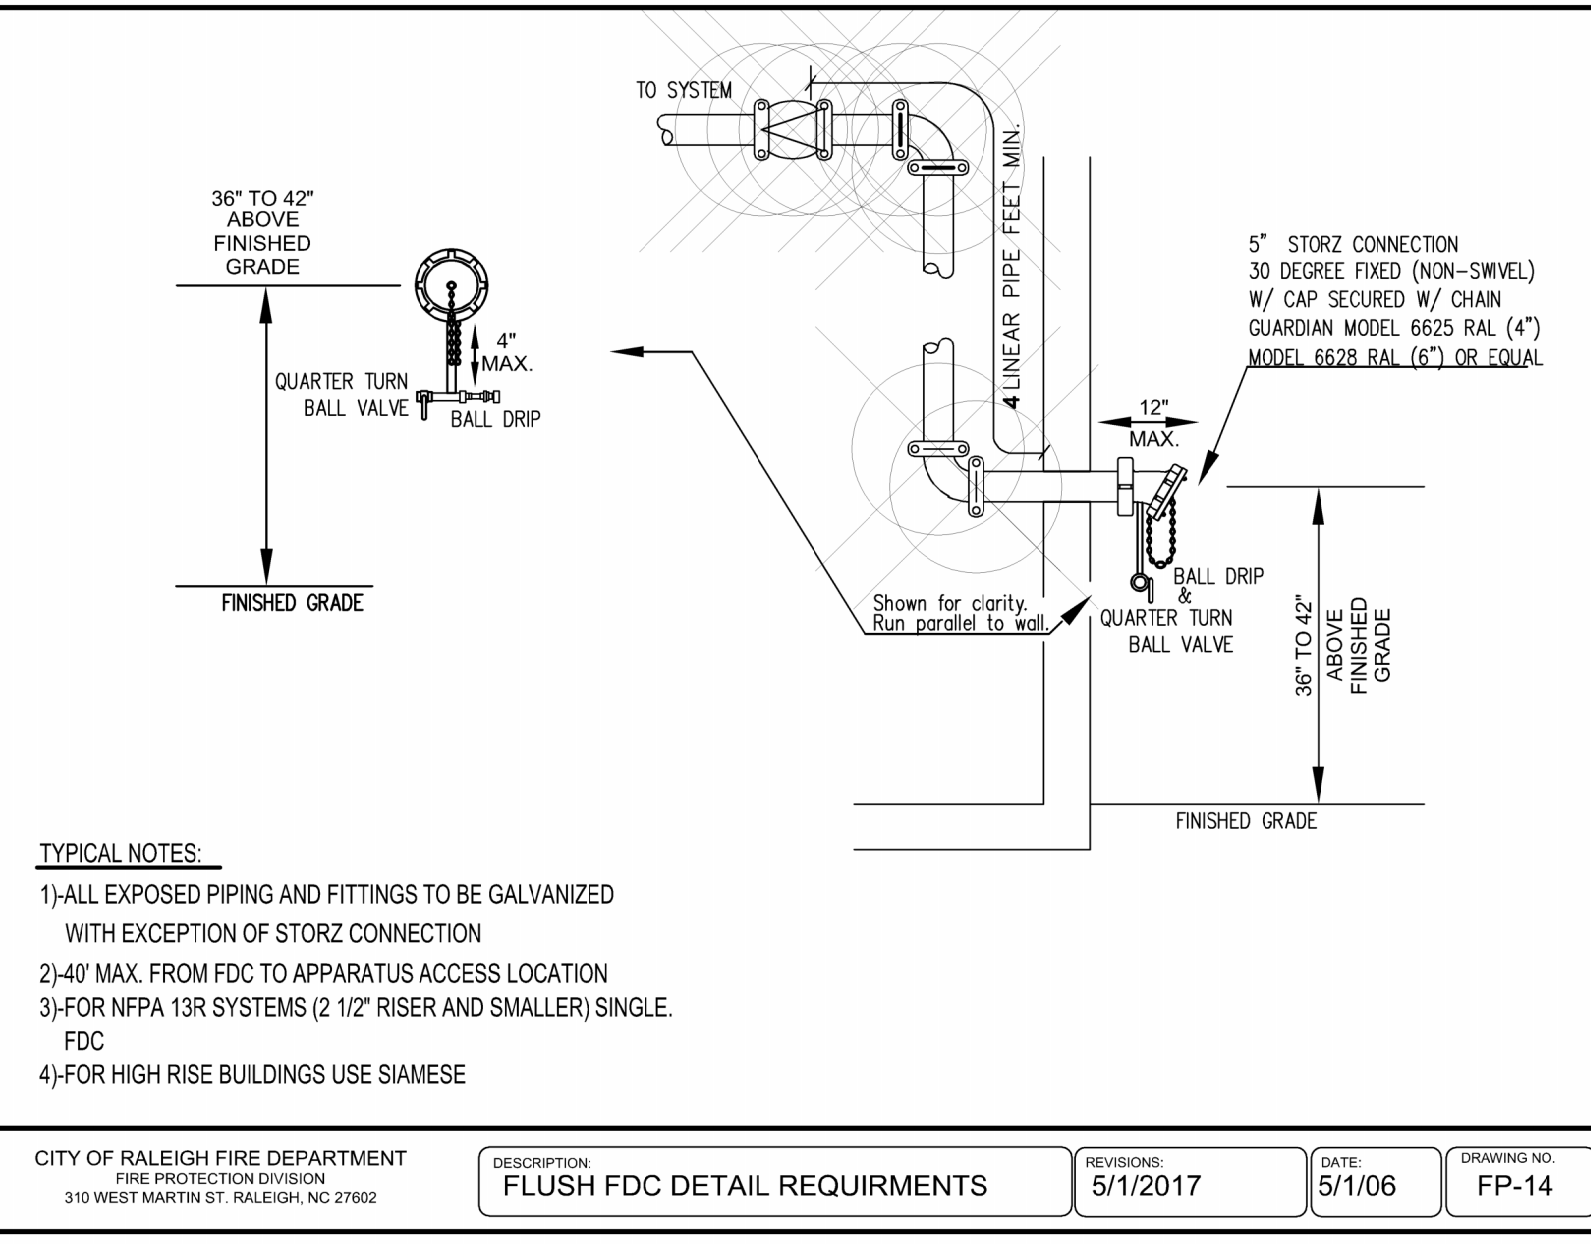 TO SYSTEM
36" TO 42"
ABOVE
FINISHED
GRADE
4"
MAX.
QUARTER TURN
BALL VALVE
BALL DRIP
FINISHED GRADE
4 LINEAR PIPE FEET MIN.
5" STORZ CONNECTION
30 DEGREE FIXED (NON-SWIVEL)
W/ CAP SECURED W/ CHAIN
GUARDIAN MODEL 6625 RAL (4")
MODEL 6628 RAL (6") OR EQUAL
12"
MAX.
Shown for clarity.
Run parallel to wall.
BALL DRIP
&
QUARTER TURN
BALL VALVE
36" TO 42"
ABOVE
FINISHED
GRADE
FINISHED GRADE
TYPICAL NOTES:
1)-ALL EXPOSED PIPING AND FITTINGS TO BE GALVANIZED
WITH EXCEPTION OF STORZ CONNECTION
2)-40' MAX. FROM FDC TO APPARATUS ACCESS LOCATION
3)-FOR NFPA 13R SYSTEMS (2 1/2" RISER AND SMALLER) SINGLE.
FDC
4)-FOR HIGH RISE BUILDINGS USE SIAMESE
CITY OF RALEIGH FIRE DEPARTMENT
FIRE PROTECTION DIVISION
310 WEST MARTIN ST. RALEIGH, NC 27602
DESCRIPTION:
FLUSH FDC DETAIL REQUIRMENTS
REVISIONS:
5/1/2017
DATE:
5/1/06
DRAWING NO.
FP-14